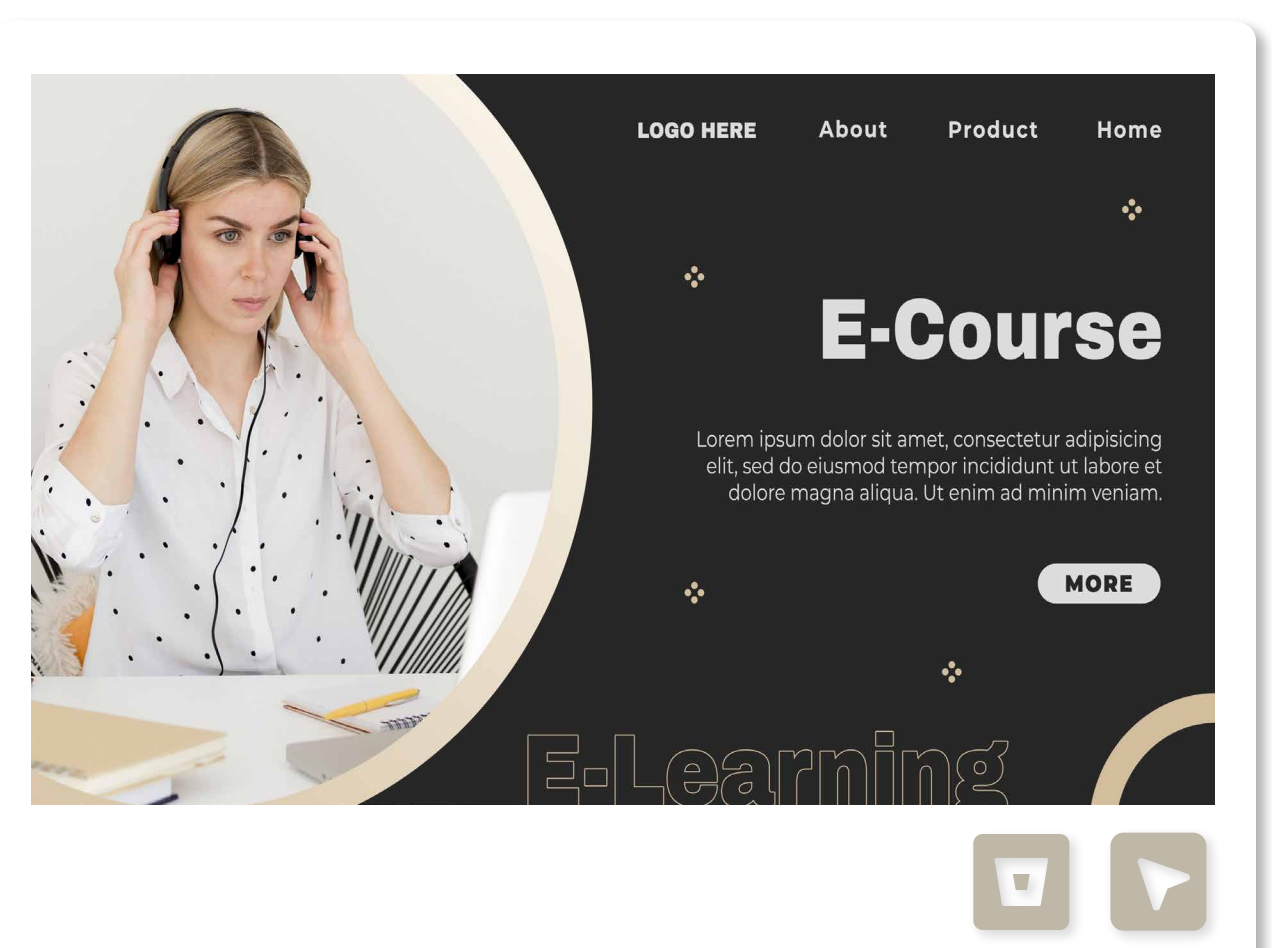 LOGO HERE About Product Home
E-Course
Lorem ipsum dolor sit amet, consectetur adipisicing
elit, sed do eiusmod tempor incididunt ut labore et
dolore magna aliqua. Ut enim ad minim veniam.
MORE
E-Learning